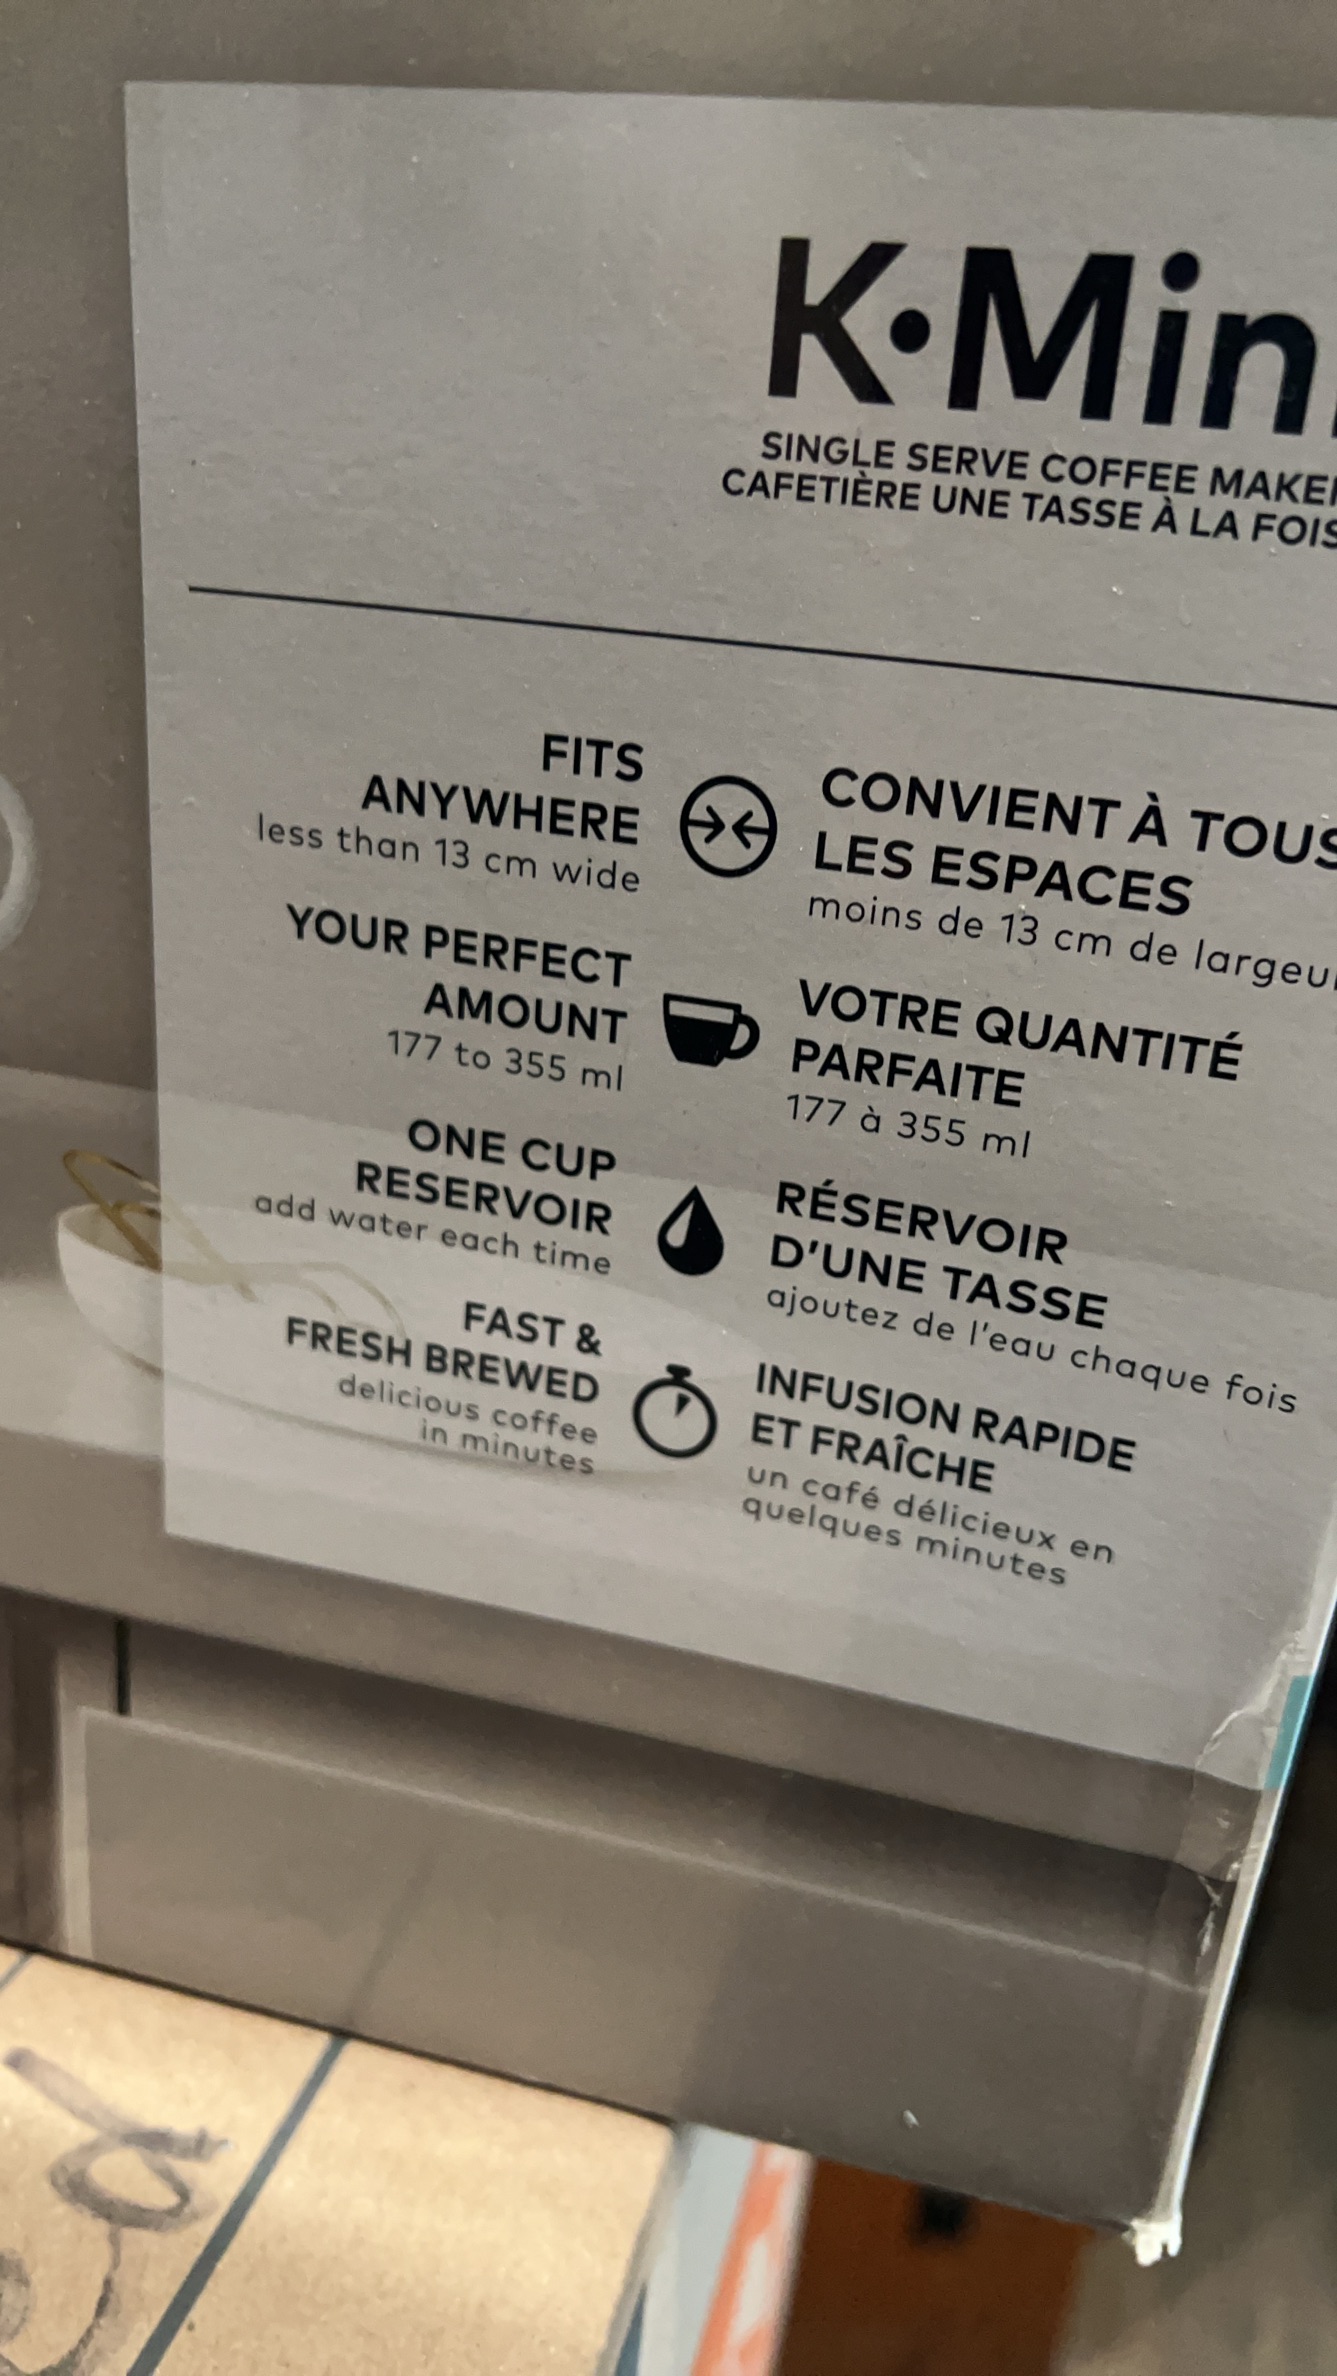 K·Mini
SINGLE SERVE COFFEE MAKER
CAFETIÈRE UNE TASSE À LA FOIS
FITS
ANYWHERE
less than 13 cm wide
CONVIENT À TOUS
LES ESPACES
moins de 13 cm de largeur
YOUR PERFECT
AMOUNT
177 to 355 ml
VOTRE QUANTITÉ
PARFAITE
177 à 355 ml
ONE CUP
RESERVOIR
add water each time
RÉSERVOIR
D'UNE TASSE
ajoutez de l'eau chaque fois
FAST &
FRESH BREWED
delicious coffee
in minutes
INFUSION RAPIDE
ET FRAÎCHE
un café délicieux en
quelques minutes